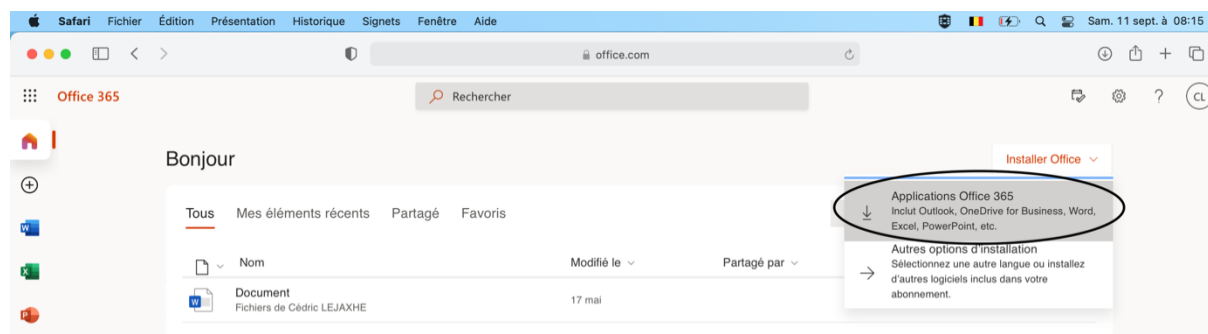 Safari Fichier Édition Présentation Historique Signets Fenêtre Aide Sam. 11 sept. à 08:15
office.com
Office 365 Rechercher CL
Bonjour
Installer Office
Applications Office 365
Inclut Outlook, OneDrive for Business, Word,
Excel, PowerPoint, etc.
Autres options d'installation
Sélectionnez une autre langue ou installez
d'autres logiciels inclus dans votre
abonnement.
Tous Mes éléments récents Partagé Favoris
Nom Modifié le Partagé par
Document
Fichiers de Cédric LEJAXHE
17 mai